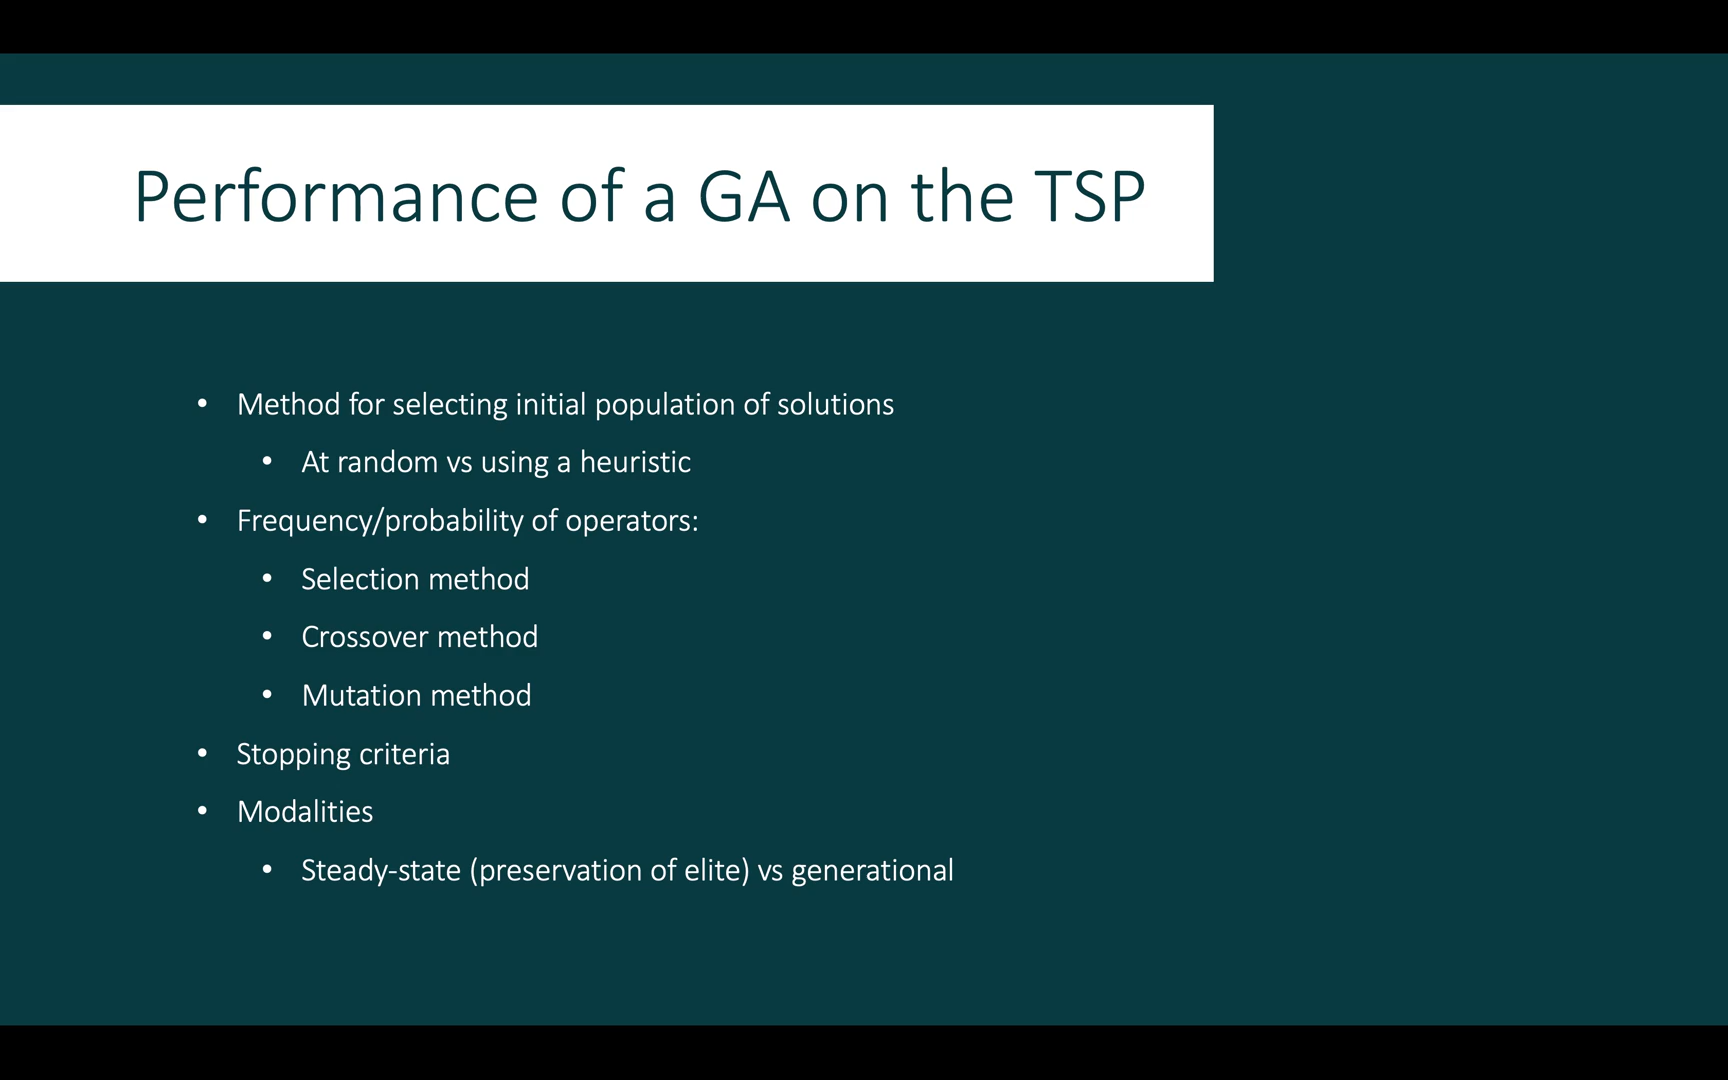 Performance of a GA on the TSP
• Method for selecting initial population of solutions
• At random vs using a heuristic
• Frequency/probability of operators:
• Selection method
• Crossover method
• Mutation method
• Stopping criteria
• Modalities
• Steady-state (preservation of elite) vs generational